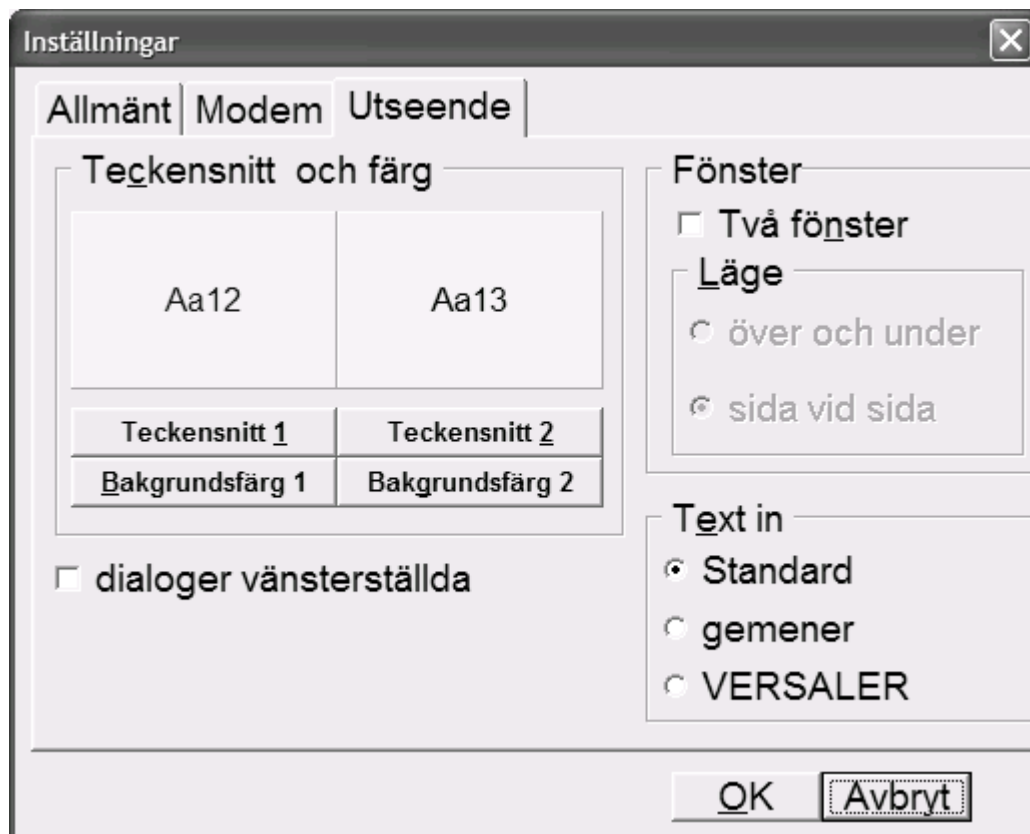 Inställningar
Allmänt Modem Utseende
Teckensnitt och färg
Aa12 Aa13
Teckensnitt 1 Teckensnitt 2
Bakgrundsfärg 1 Bakgrundsfärg 2
dialoger vänsterställda
Fönster
Två fönster
Läge
över och under
sida vid sida
Text in
Standard
gemener
VERSALER
OK Avbryt